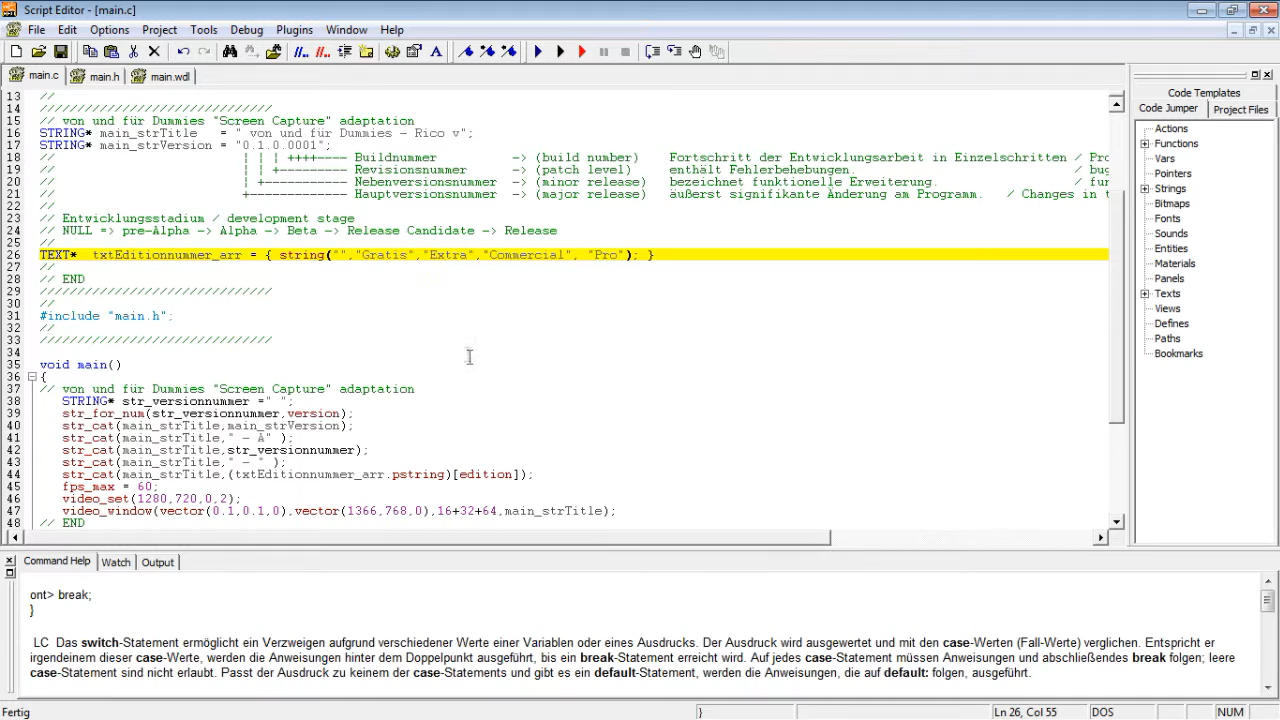 Script Editor - [main.c]
File Edit Options Project Tools Debug Plugins Window Help
main.c main.h main.wdl
13 //
14 ///////////////////////////////
15 // von und für Dummies "Screen Capture" adaptation
16 STRING* main_strTitle = " von und für Dummies - Rico v";
17 STRING* main_strVersion = "0.1.0.0001";
18 // | | | ++++---- Buildnummer -> (build number) Fortschritt der Entwicklungsarbeit in Einzelschritten / Pro
19 // | | +---------- Revisionsnummer -> (patch level) enthält Fehlerbehebungen. / bug
20 // | +------------ Nebenversionsnummer -> (minor release) bezeichnet funktionelle Erweiterung. / fur
21 // +-------------- Hauptversionsnummer -> (major release) äußerst signifikante Änderung am Programm. / Changes in t
22 //
23 // Entwicklungsstadium / development stage
24 // NULL => pre-Alpha -> Alpha -> Beta -> Release Candidate -> Release
25 //
26 TEXT* txtEditionnummer_arr = { string("","Gratis","Extra","Commercial", "Pro"); }
27 //
28 // END
29 ///////////////////////////////
30 //
31 #include "main.h";
32 //
33 ///////////////////////////////
34
35 void main()
36 {
37 // von und für Dummies "Screen Capture" adaptation
38 STRING* str_versionnummer =" ";
39 str_for_num(str_versionnummer,version);
40 str_cat(main_strTitle,main_strVersion);
41 str_cat(main_strTitle," - A" );
42 str_cat(main_strTitle,str_versionnummer);
43 str_cat(main_strTitle," - " );
44 str_cat(main_strTitle,(txtEditionnummer_arr.pstring)[edition]);
45 fps_max = 60;
46 video_set(1280,720,0,2);
47 video_window(vector(0.1,0.1,0),vector(1366,768,0),16+32+64,main_strTitle);
48 // END
Code Templates
Code Jumper Project Files
Actions
Functions
Vars
Pointers
Strings
Bitmaps
Fonts
Sounds
Entities
Materials
Panels
Texts
Views
Defines
Paths
Bookmarks
Command Help Watch Output
ont> break;
}
LC Das switch-Statement ermöglicht ein Verzweigen aufgrund verschiedener Werte einer Variablen oder eines Ausdrucks. Der Ausdruck wird ausgewertet und mit den case-Werten (Fall-Werte) verglichen. Entspricht er
irgendeinem dieser case-Werte, werden die Anweisungen hinter dem Doppelpunkt ausgeführt, bis ein break-Statement erreicht wird. Auf jedes case-Statement müssen Anweisungen und abschließendes break folgen; leere
case-Statement sind nicht erlaubt. Passt der Ausdruck zu keinem der case-Statements und gibt es ein default-Statement, werden die Anweisungen, die auf default: folgen, ausgeführt.
Fertig } Ln 26, Col 55 DOS NUM